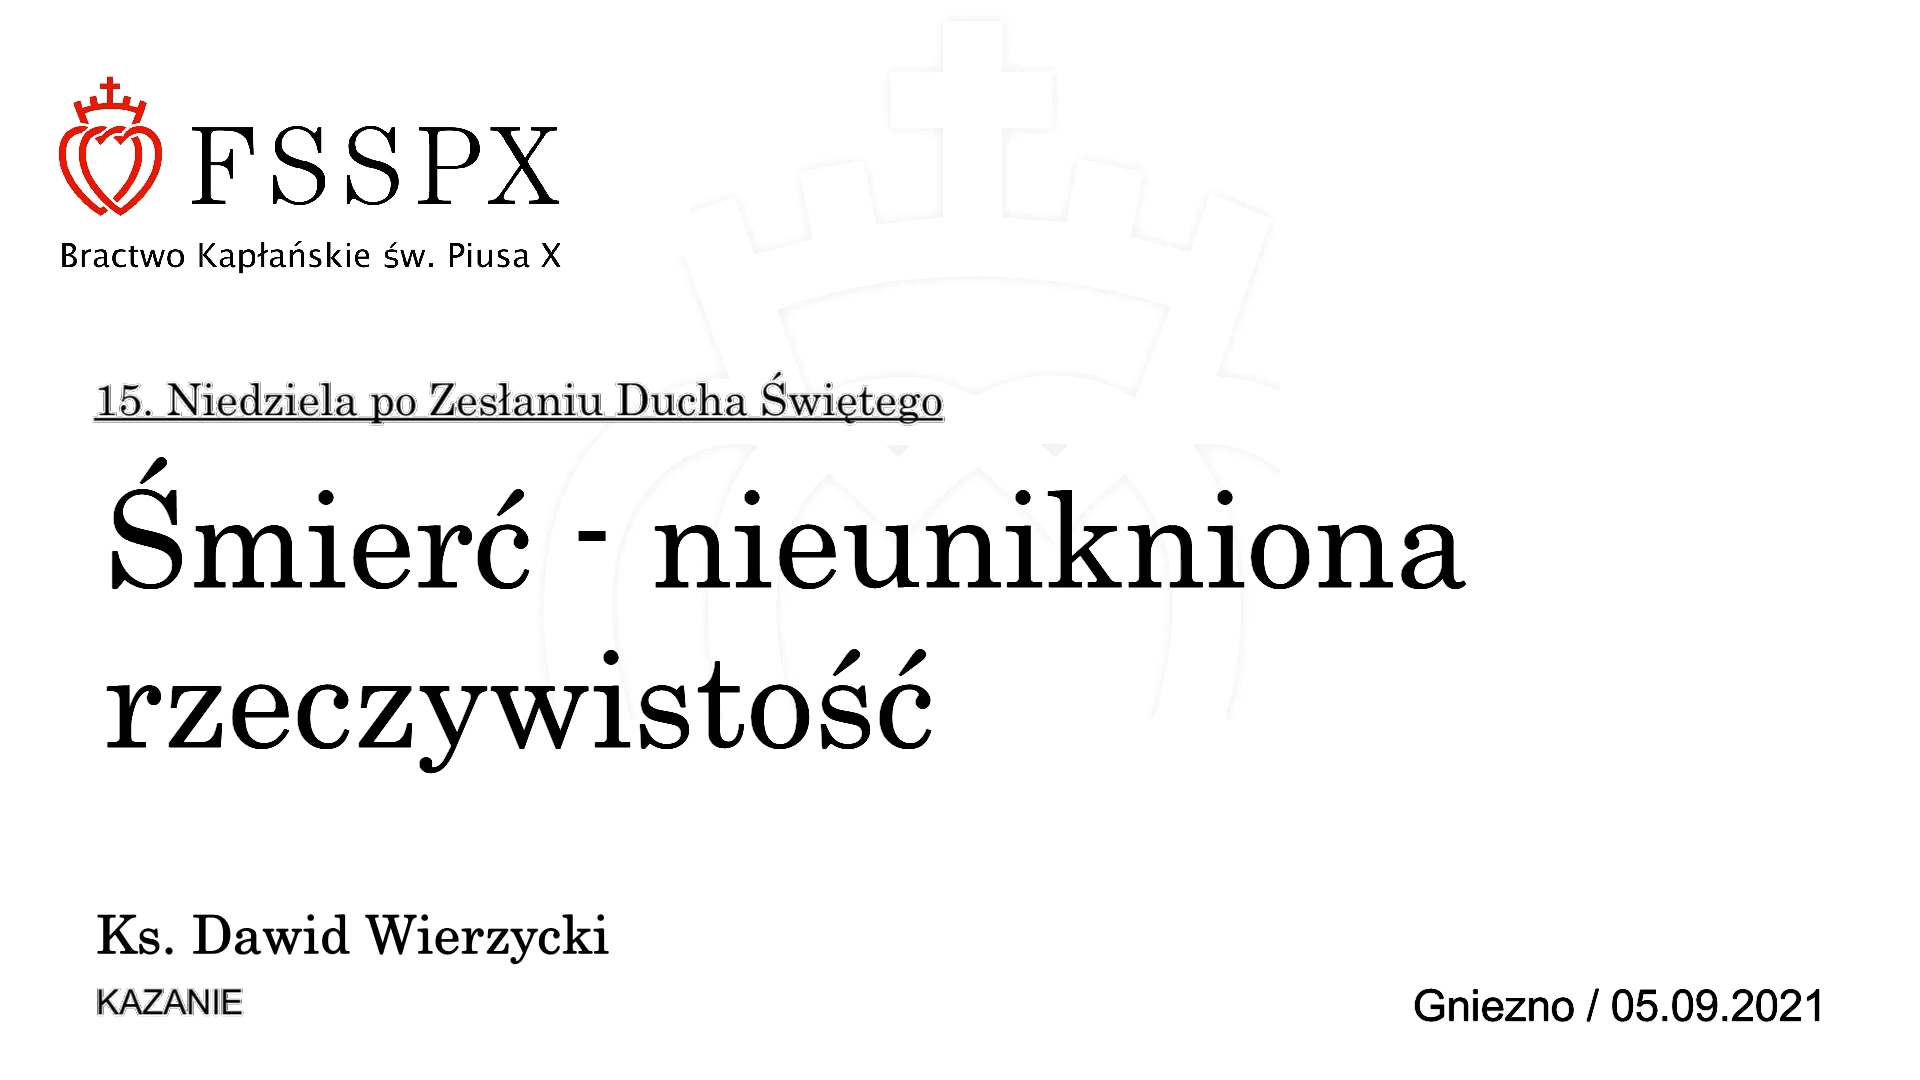 FSSPX
Bractwo Kapłańskie św. Piusa X
15. Niedziela po Zesłaniu Ducha Świętego
Śmierć - nieunikniona
rzeczywistość
Ks. Dawid Wierzycki
KAZANIE
Gniezno / 05.09.2021